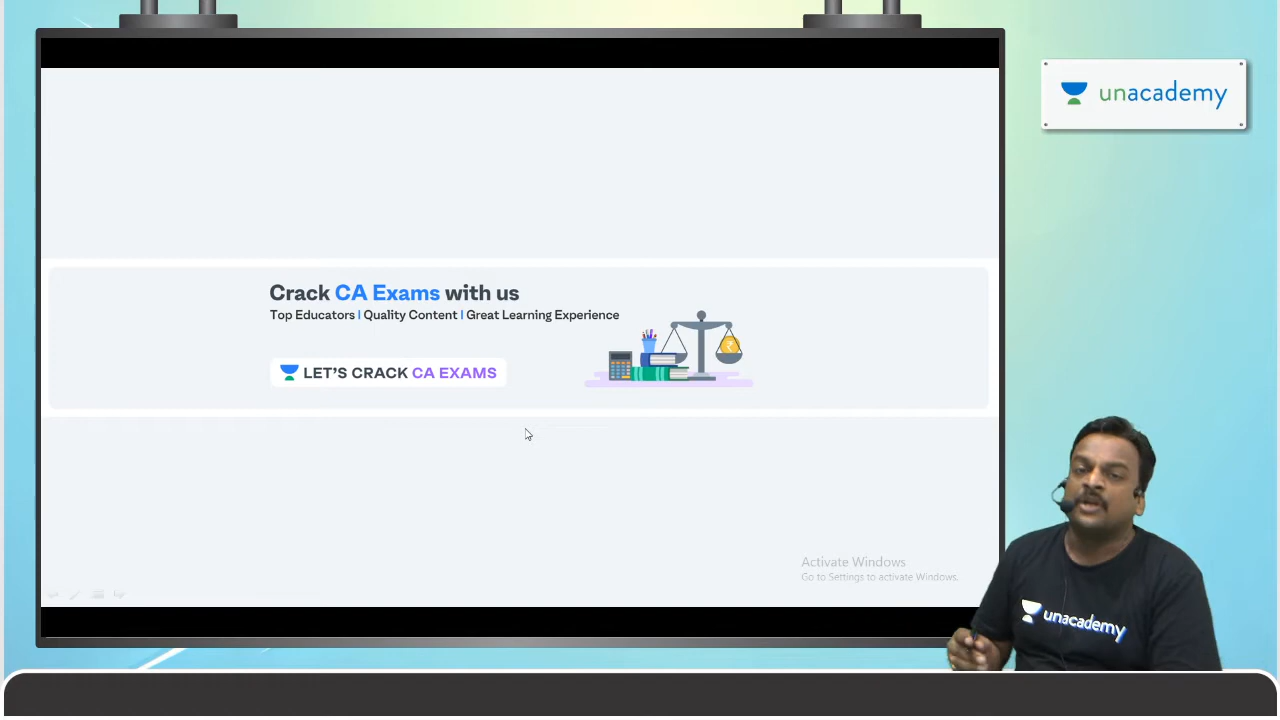 unacademy
Crack CA Exams with us
Top Educators | Quality Content | Great Learning Experience
LET'S CRACK CA EXAMS
Activate Windows
Go to Settings to activate Windows.
unacademy